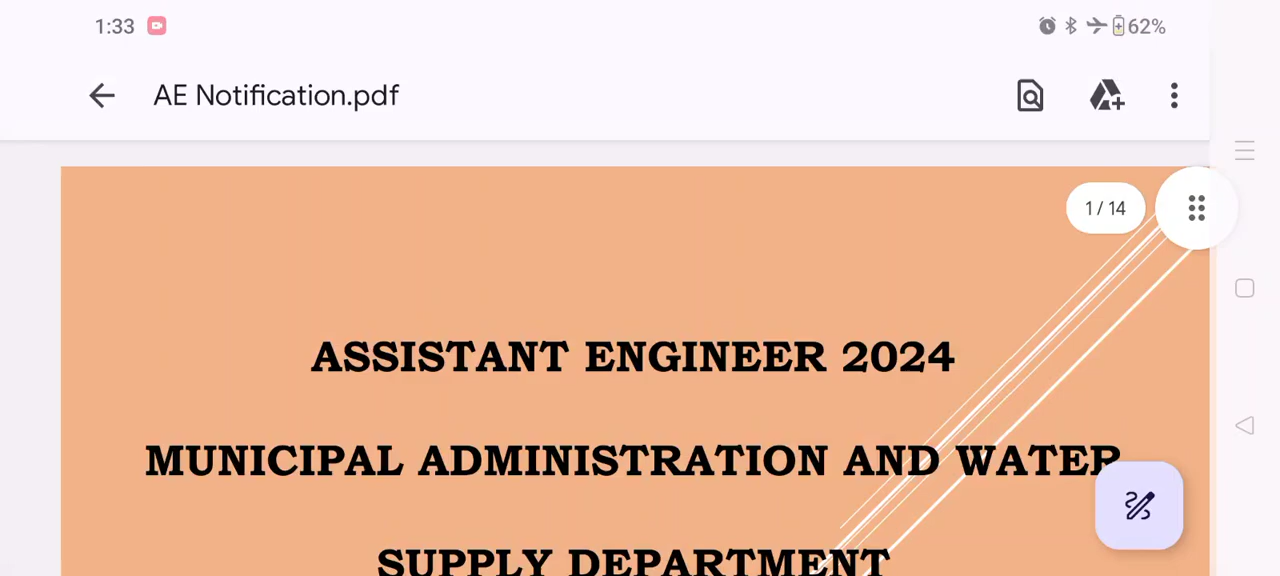 1:33
62%
AE Notification.pdf
1 / 14
ASSISTANT ENGINEER 2024
MUNICIPAL ADMINISTRATION AND WATER
SUPPLY DEPARTMENT